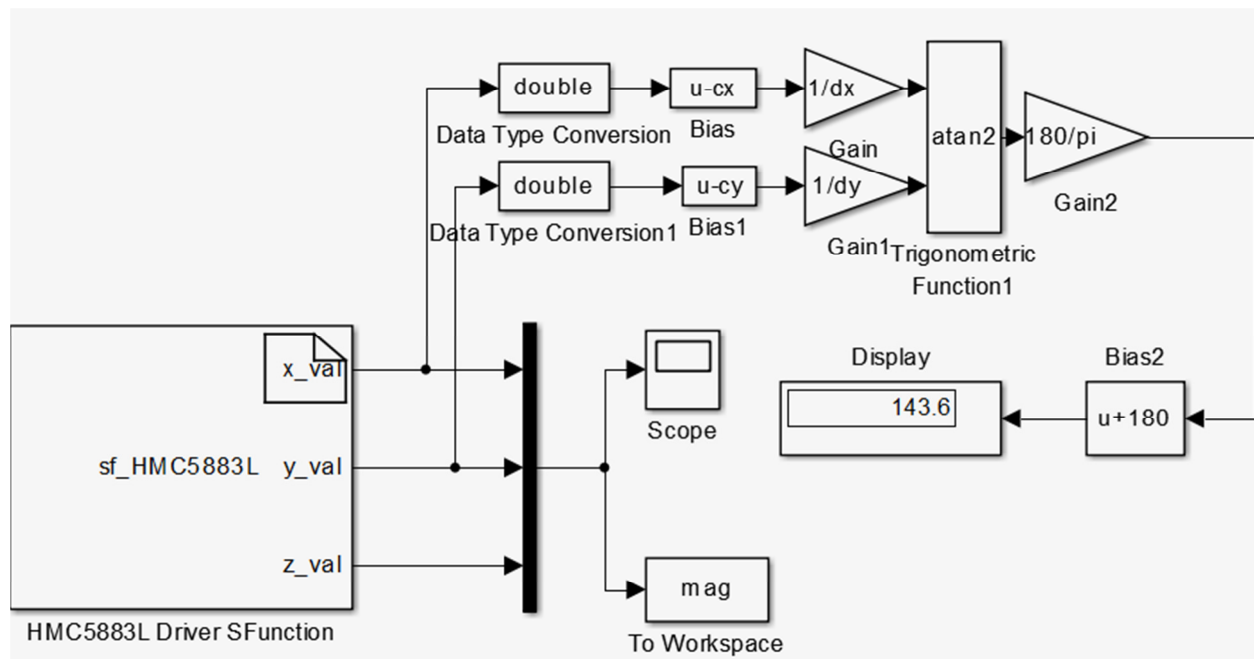 double
Data Type Conversion
u-cx
Bias
1/dx
Gain
atan2
180/pi
Gain2
double
Data Type Conversion1
u-cy
Bias1
1/dy
Gain1
Trigonometric
Function1
x_val
sf_HMC5883L
y_val
z_val
HMC5883L Driver SFunction
Scope
mag
To Workspace
Display
143.6
Bias2
u+180